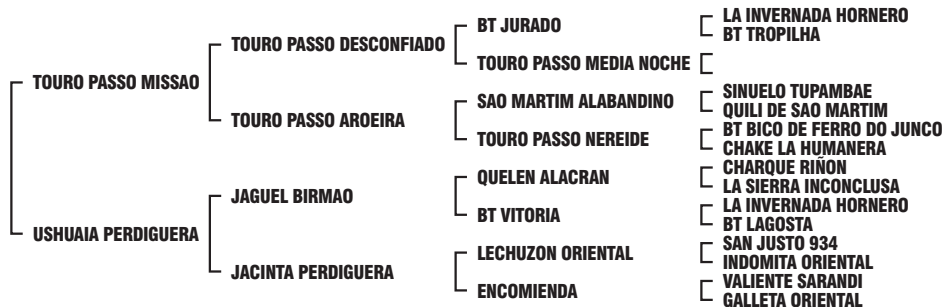 TOURO PASSO MISSAO
USHUAIA PERDIGUERA
TOURO PASSO DESCONFIADO
TOURO PASSO AROEIRA
JAGUEL BIRMAO
JACINTA PERDIGUERA
BT JURADO
TOURO PASSO MEDIA NOCHE
SAO MARTIM ALABANDINO
TOURO PASSO NEREIDE
QUELEN ALACRAN
BT VITORIA
LECHUZON ORIENTAL
ENCOMIENDA
LA INVERNADA HORNERO
BT TROPILHA
SINUELO TUPAMBAE
QUILI DE SAO MARTIM
BT BICO DE FERRO DO JUNCO
CHAKE LA HUMANERA
CHARQUE RIÑON
LA SIERRA INCONCLUSA
LA INVERNADA HORNERO
BT LAGOSTA
SAN JUSTO 934
INDOMITA ORIENTAL
VALIENTE SARANDI
GALLETA ORIENTAL